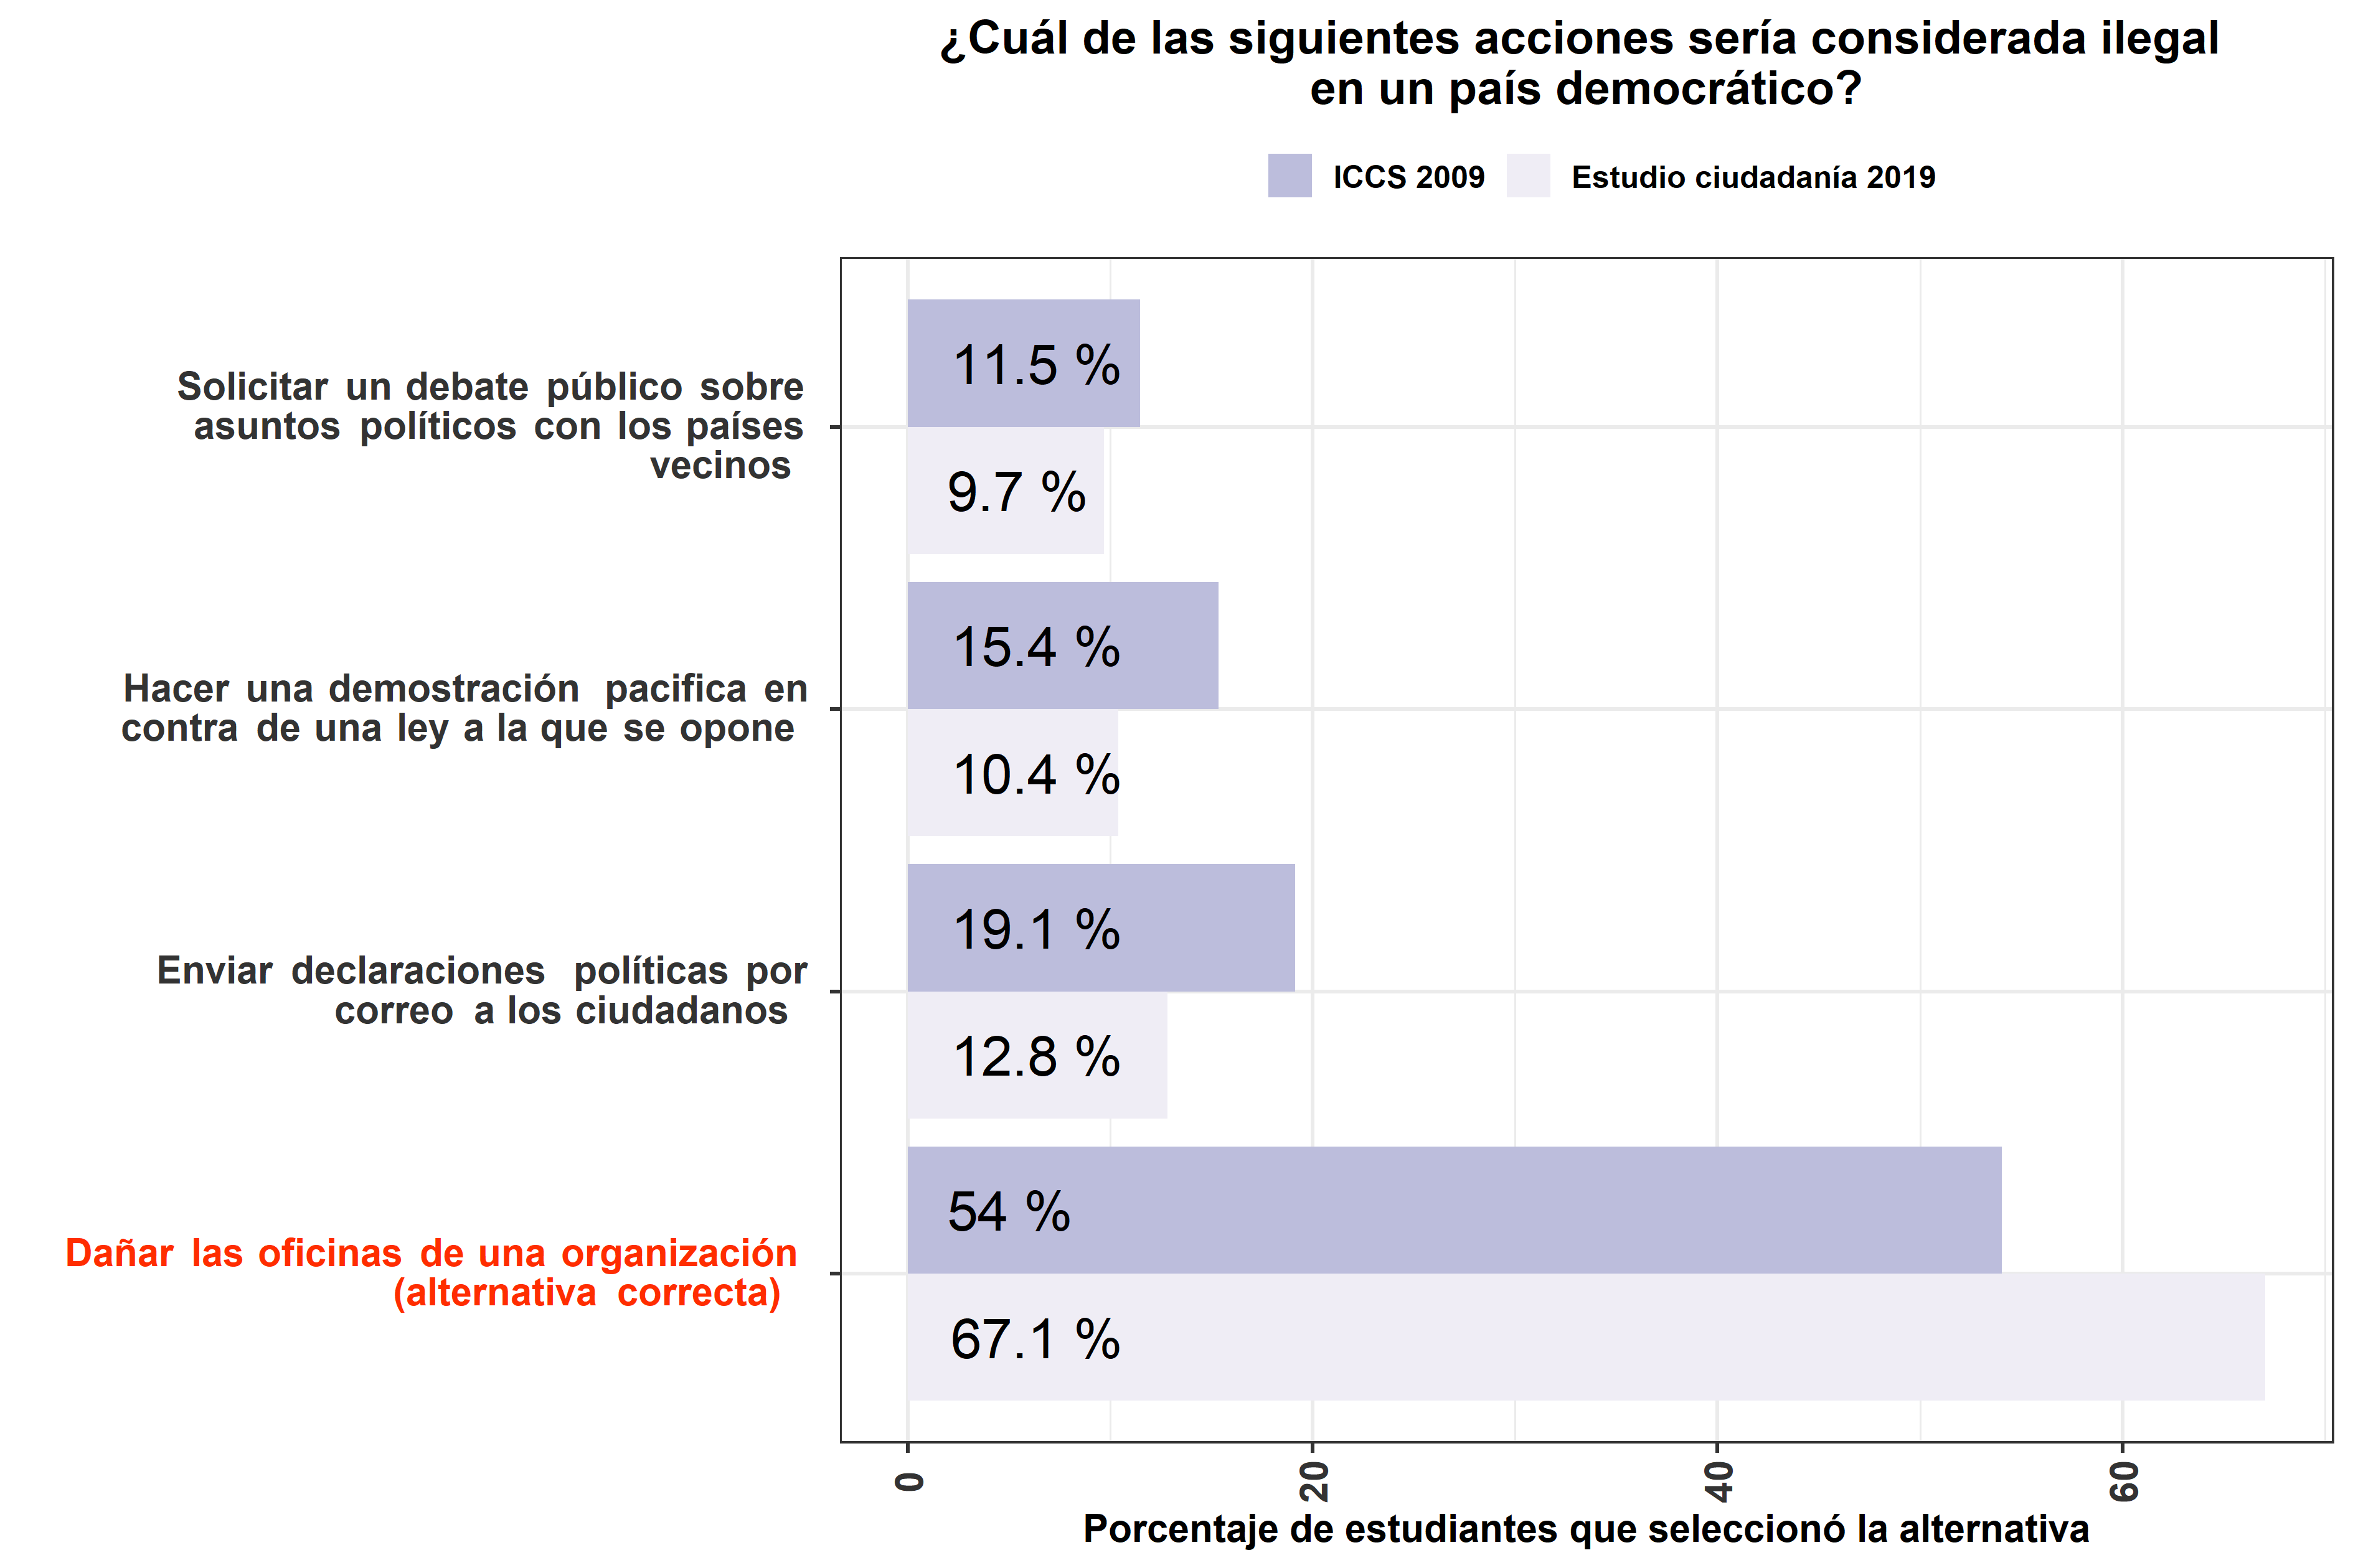 ¿Cuál de las siguientes acciones sería considerada ilegal
en un país democrático?
ICCS 2009
Estudio ciudadanía 2019
Solicitar un debate público sobre
asuntos políticos con los países
vecinos
11.5 %
9.7 %
Hacer una demostración pacifica en
contra de una ley a la que se opone
15.4 %
10.4 %
Enviar declaraciones políticas por
correo a los ciudadanos
19.1 %
12.8 %
Dañar las oficinas de una organización
(alternativa correcta)
54 %
67.1 %
0
20
40
60
Porcentaje de estudiantes que seleccionó la alternativa